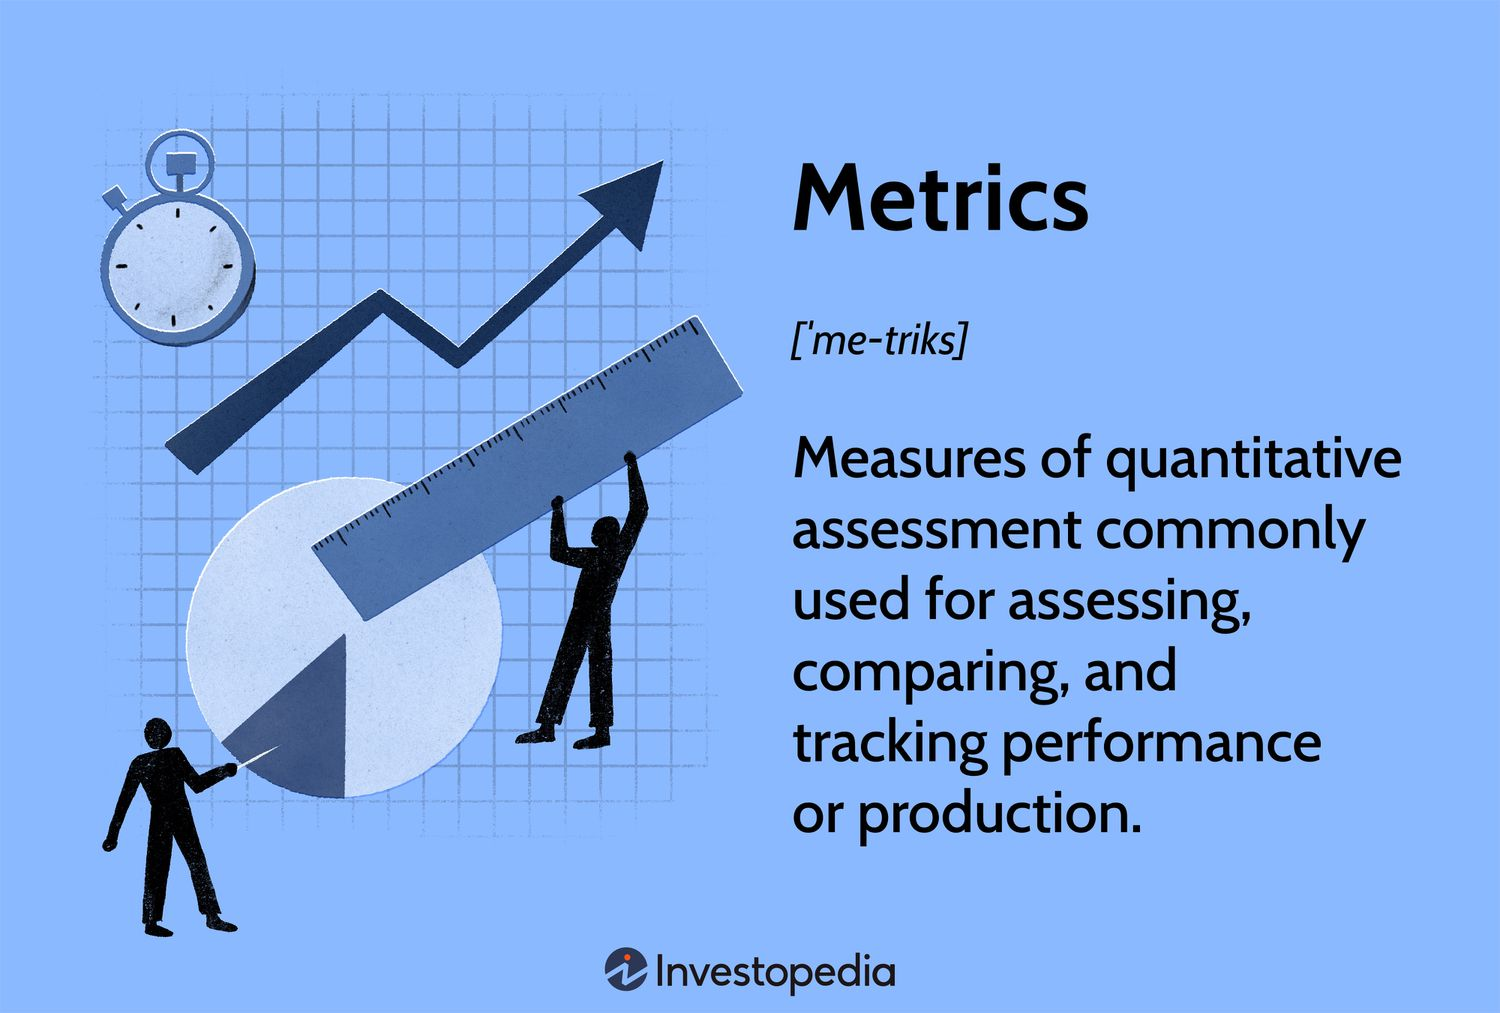 Metrics
['me-triks]
Measures of quantitative
assessment commonly
used for assessing,
comparing, and
tracking performance
or production.
Investopedia